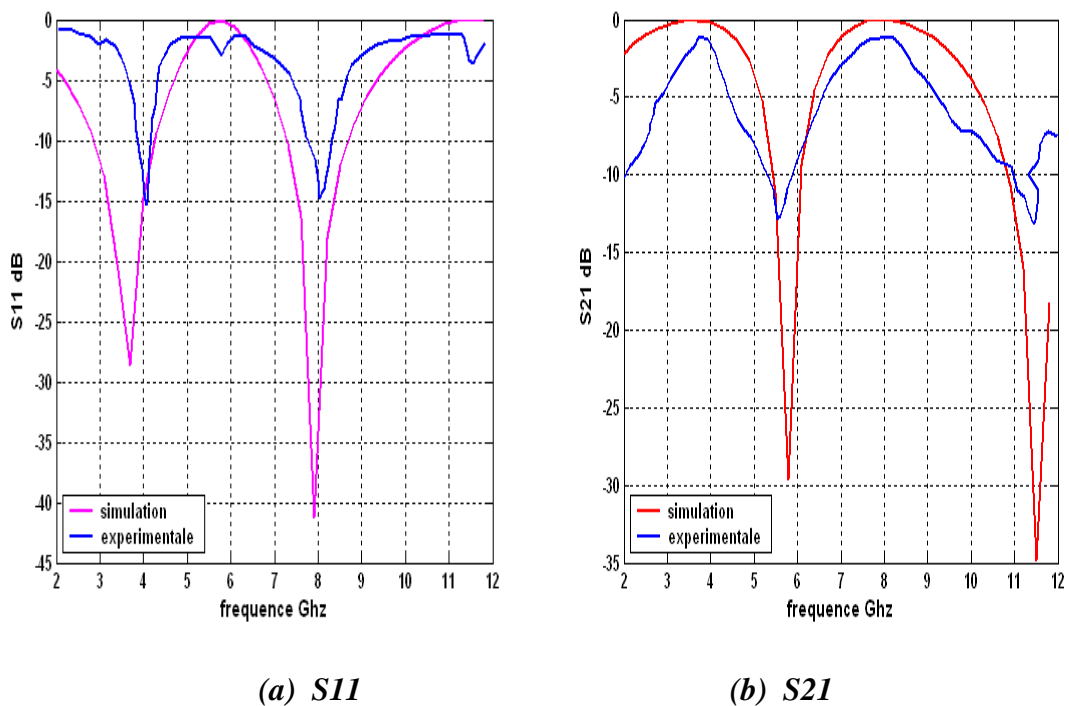 0
-5
-10
-15
-20
-25
-30
-35
-40
-45
S11 dB
simulation
experimentale
2 3 4 5 6 7 8 9 10 11 12
frequence Ghz
(a) S11
0
-5
-10
-15
-20
-25
-30
-35
S21 dB
simulation
experimentale
2 3 4 5 6 7 8 9 10 11 12
frequence Ghz
(b) S21